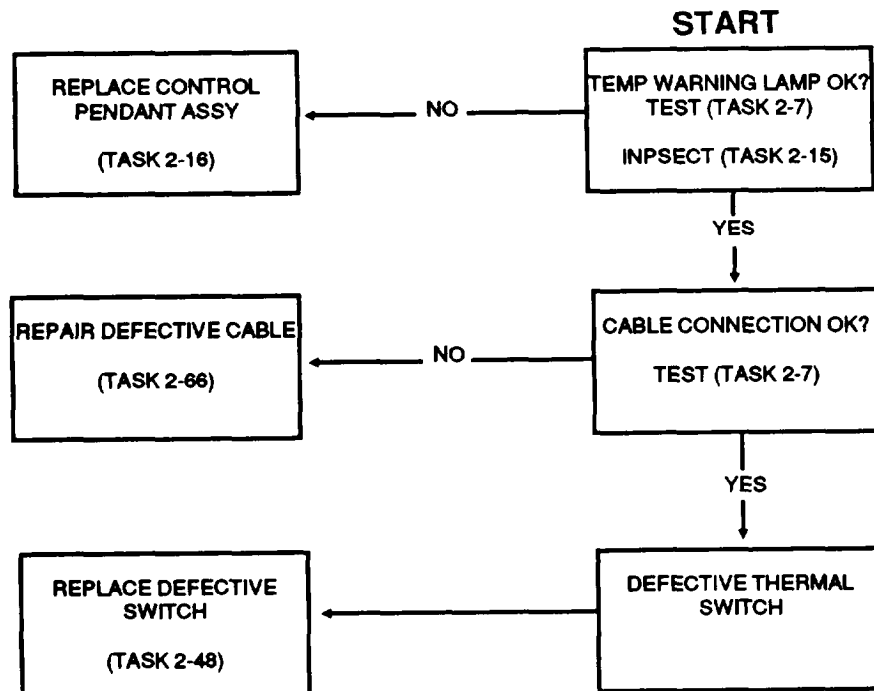 START
TEMP WARNING LAMP OK?
TEST (TASK 2-7)
INPSECT (TASK 2-15)
NO
REPLACE CONTROL
PENDANT ASSY
(TASK 2-16)
YES
CABLE CONNECTION OK?
TEST (TASK 2-7)
NO
REPAIR DEFECTIVE CABLE
(TASK 2-66)
YES
DEFECTIVE THERMAL
SWITCH
REPLACE DEFECTIVE
SWITCH
(TASK 2-48)